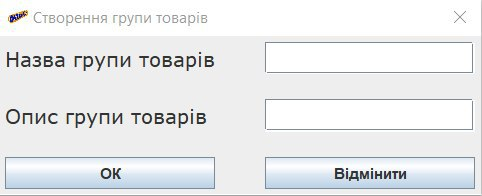 Створення групи товарів
Назва групи товарів
Опис групи товарів
ОК
Відмінити